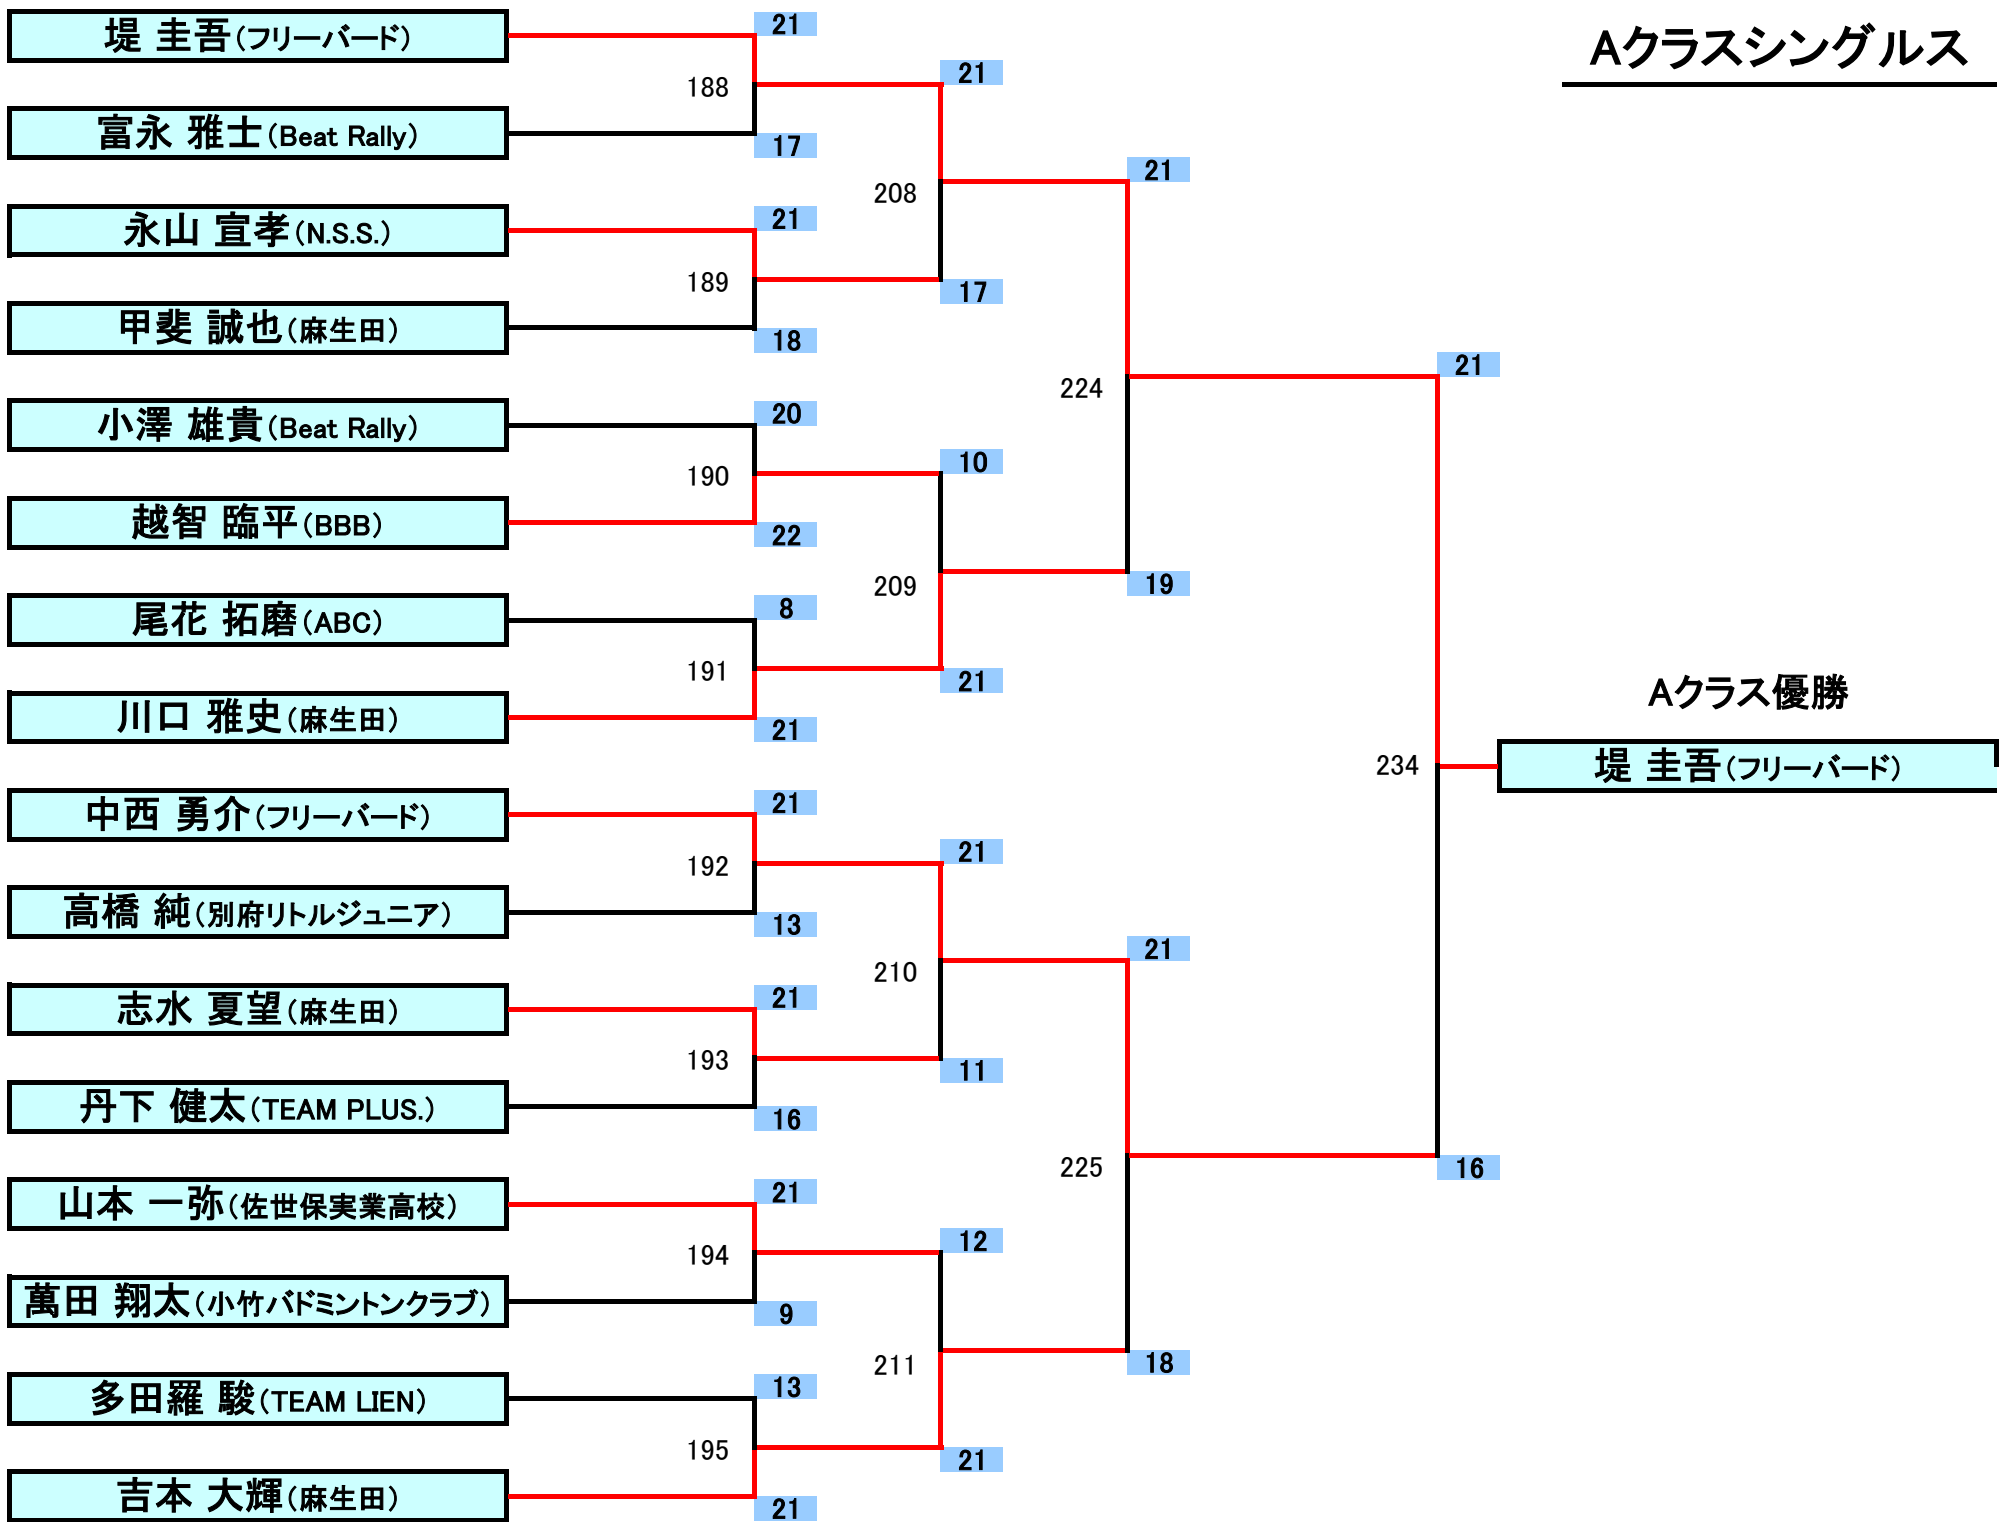 Aクラスシングルス
堤 圭吾(フリーバード)
21
188
21
富永 雅士(Beat Rally)
17
208
21
永山 宣孝(N.S.S.)
21
189
17
甲斐 誠也(麻生田)
18
224
21
小澤 雄貴(Beat Rally)
20
190
10
越智 臨平(BBB)
22
209
19
尾花 拓磨(ABC)
8
191
21
川口 雅史(麻生田)
21
Aクラス優勝
234
堤 圭吾(フリーバード)
中西 勇介(フリーバード)
21
192
21
高橋 純(別府リトルジュニア)
13
210
21
志水 夏望(麻生田)
21
193
11
丹下 健太(TEAM PLUS.)
16
225
16
山本 一弥(佐世保実業高校)
21
194
12
萬田 翔太(小竹バドミントンクラブ)
9
211
18
多田羅 駿(TEAM LIEN)
13
195
21
吉本 大輝(麻生田)
21